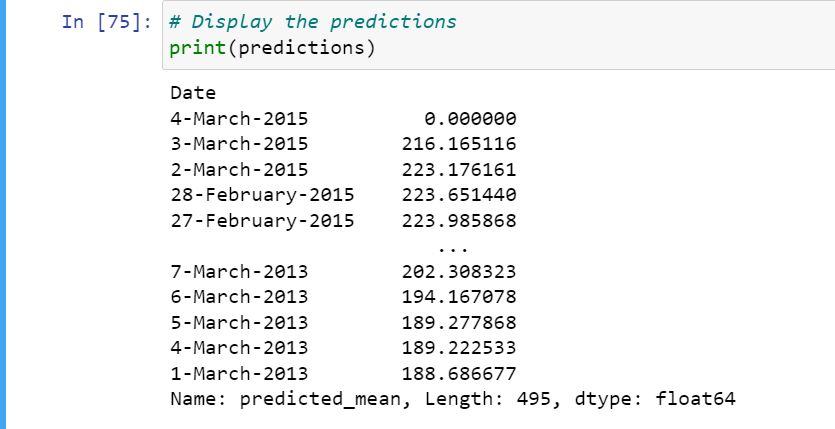 In [75]: # Display the predictions
print(predictions)
Date
4-March-2015 0.000000
3-March-2015 216.165116
2-March-2015 223.176161
28-February-2015 223.651440
27-February-2015 223.985868
...
7-March-2013 202.308323
6-March-2013 194.167078
5-March-2013 189.277868
4-March-2013 189.222533
1-March-2013 188.686677
Name: predicted_mean, Length: 495, dtype: float64